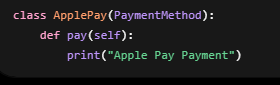 class ApplePay(PaymentMethod):
    def pay(self):
        print("Apple Pay Payment")